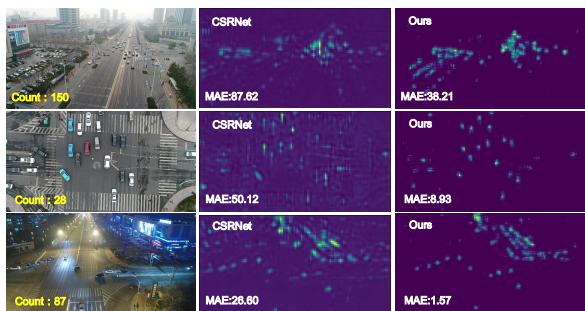 CSRNet
Ours
Count : 150
MAE:87.62
MAE:38.21
CSRNet
Ours
Count : 28
MAE:50.12
MAE:8.93
CSRNet
Ours
Count : 87
MAE:26.60
MAE:1.57